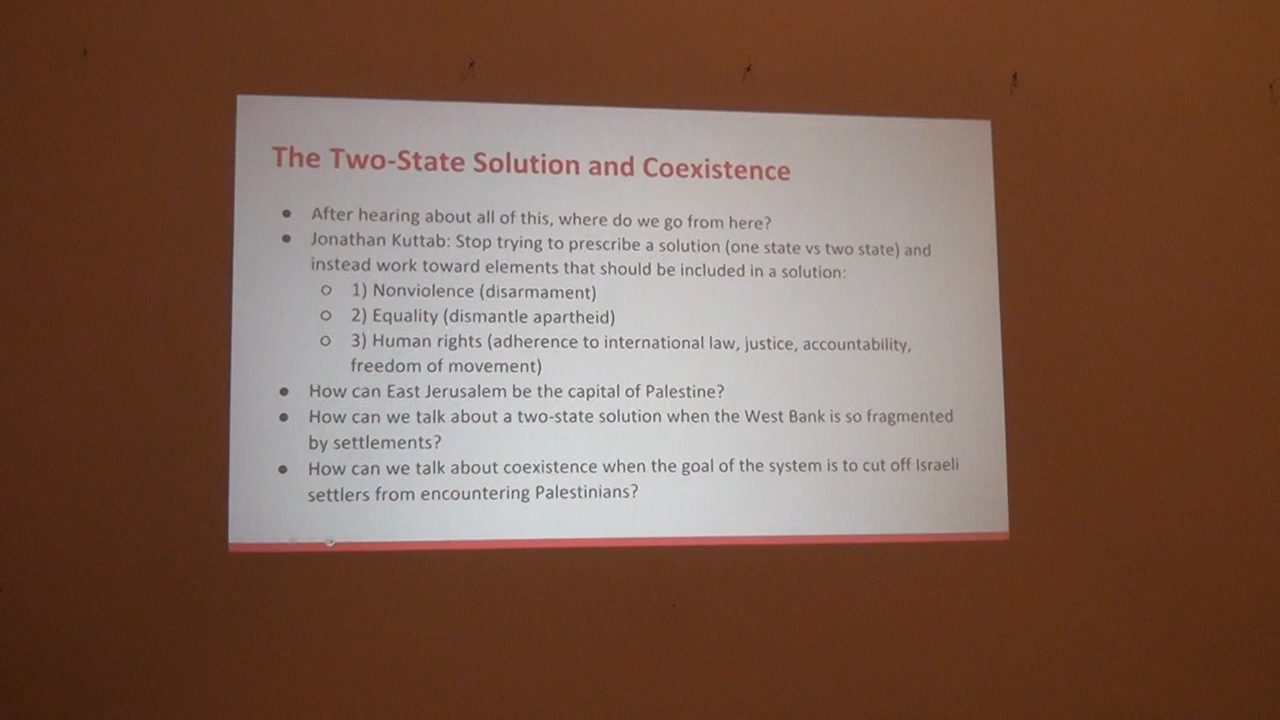 The Two-State Solution and Coexistence
● After hearing about all of this, where do we go from here?
● Jonathan Kuttab: Stop trying to prescribe a solution (one state vs two state) and
instead work toward elements that should be included in a solution:
○ 1) Nonviolence (disarmament)
○ 2) Equality (dismantle apartheid)
○ 3) Human rights (adherence to international law, justice, accountability,
freedom of movement)
● How can East Jerusalem be the capital of Palestine?
● How can we talk about a two-state solution when the West Bank is so fragmented
by settlements?
● How can we talk about coexistence when the goal of the system is to cut off Israeli
settlers from encountering Palestinians?